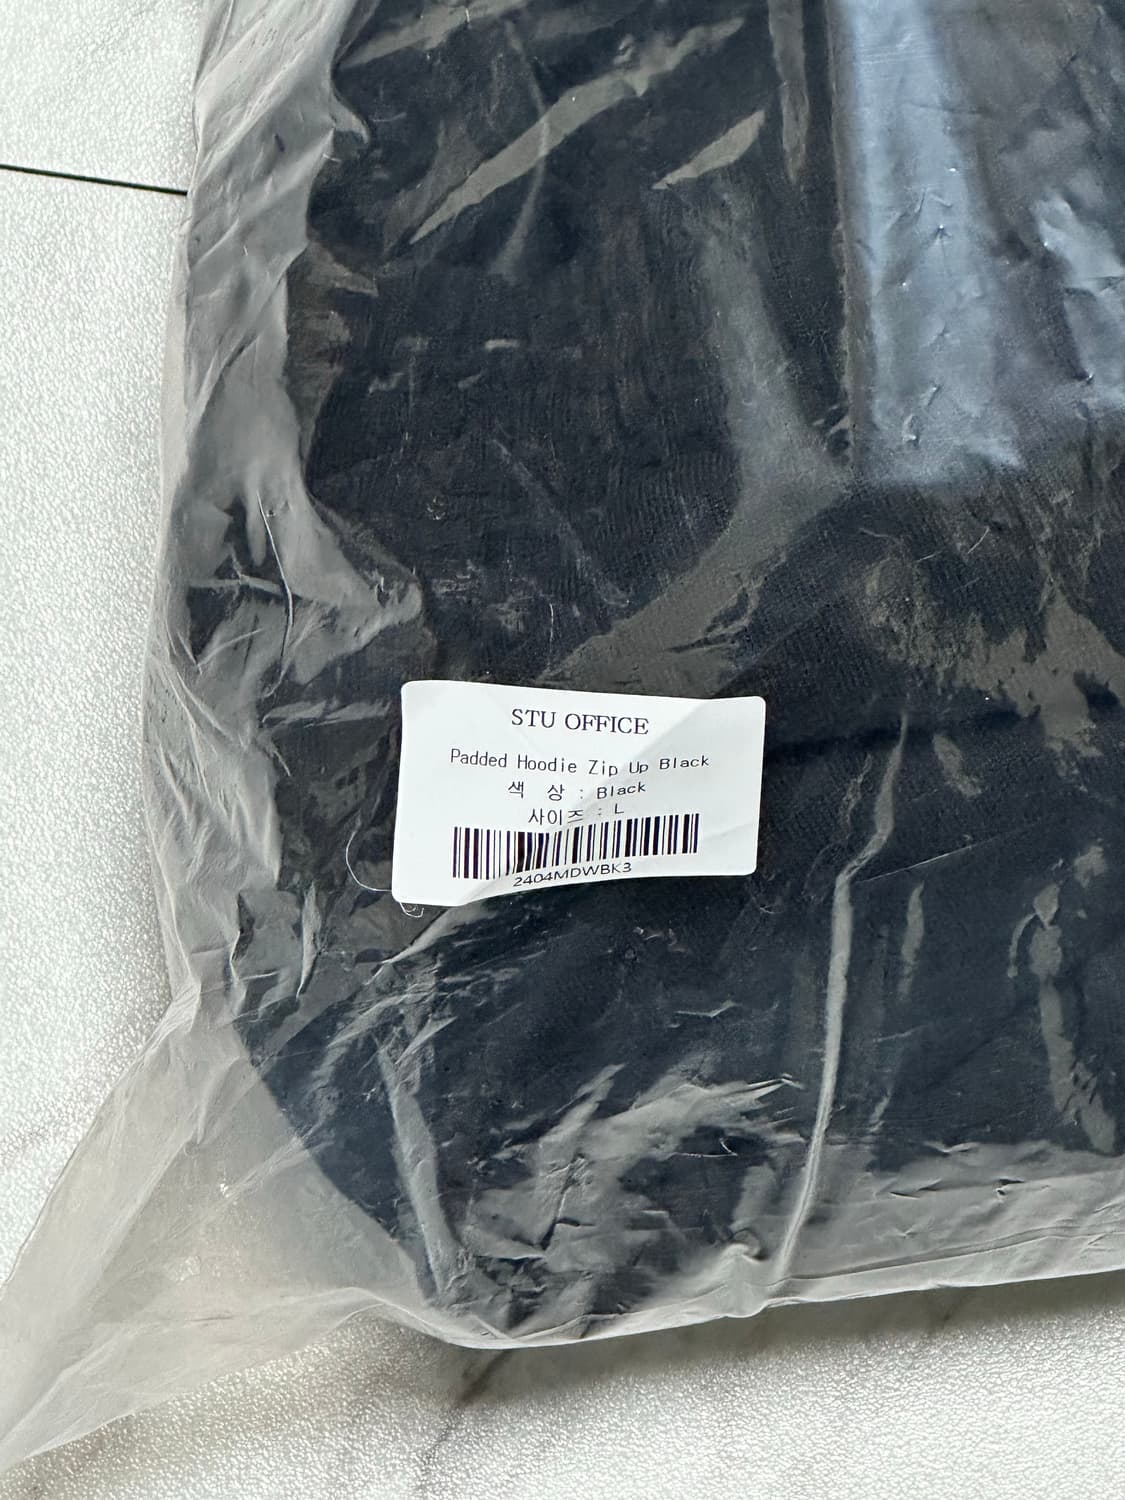 STU OFFICE
Padded Hoodie Zip Up Black
색 상 : Black
사이즈 : L
2404MDWBK3